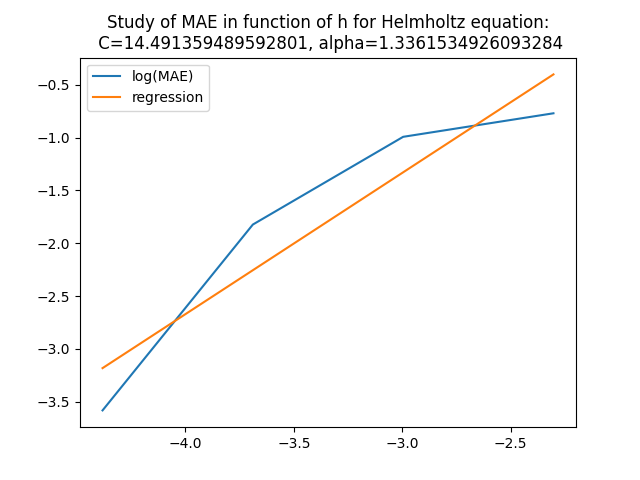 Study of MAE in function of h for Helmholtz equation:
C=14.491359489592801, alpha=1.3361534926093284
log(MAE)
regression
−0.5
−1.0
−1.5
−2.0
−2.5
−3.0
−3.5
−4.0
−3.5
−3.0
−2.5